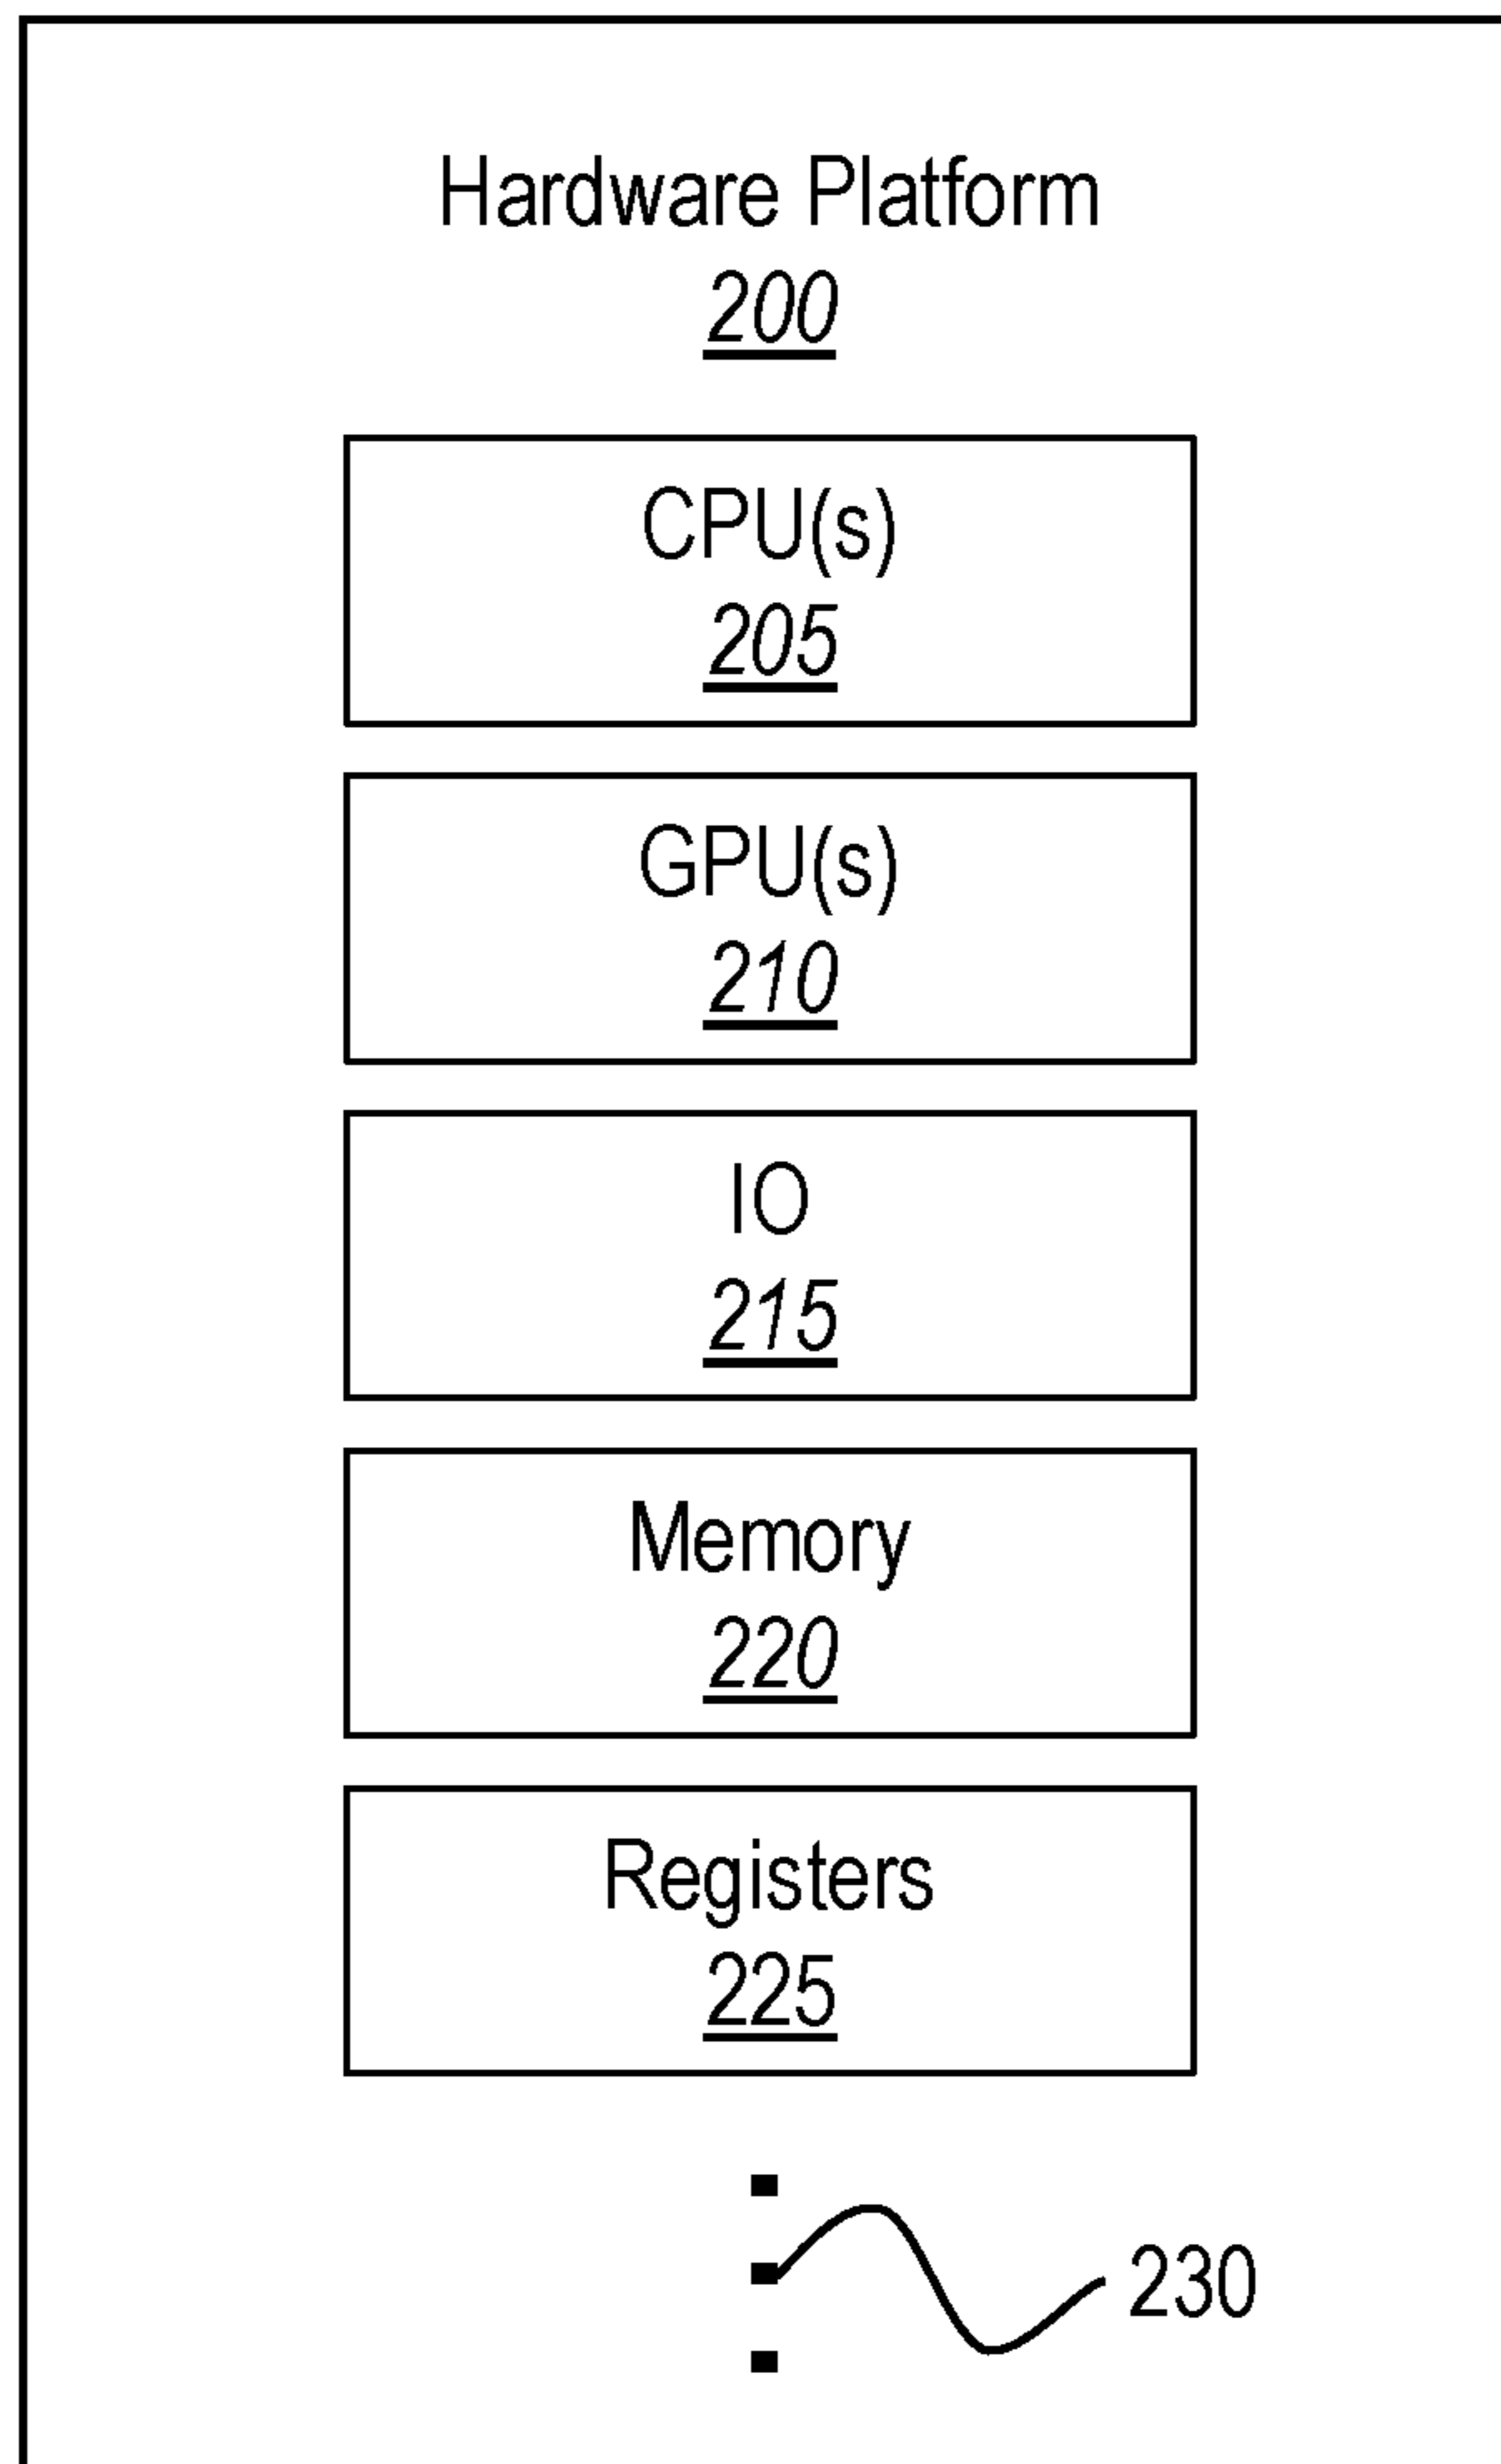 Hardware Platform
200
CPU(s)
205
GPU(s)
210
IO
215
Memory
220
Registers
225
230